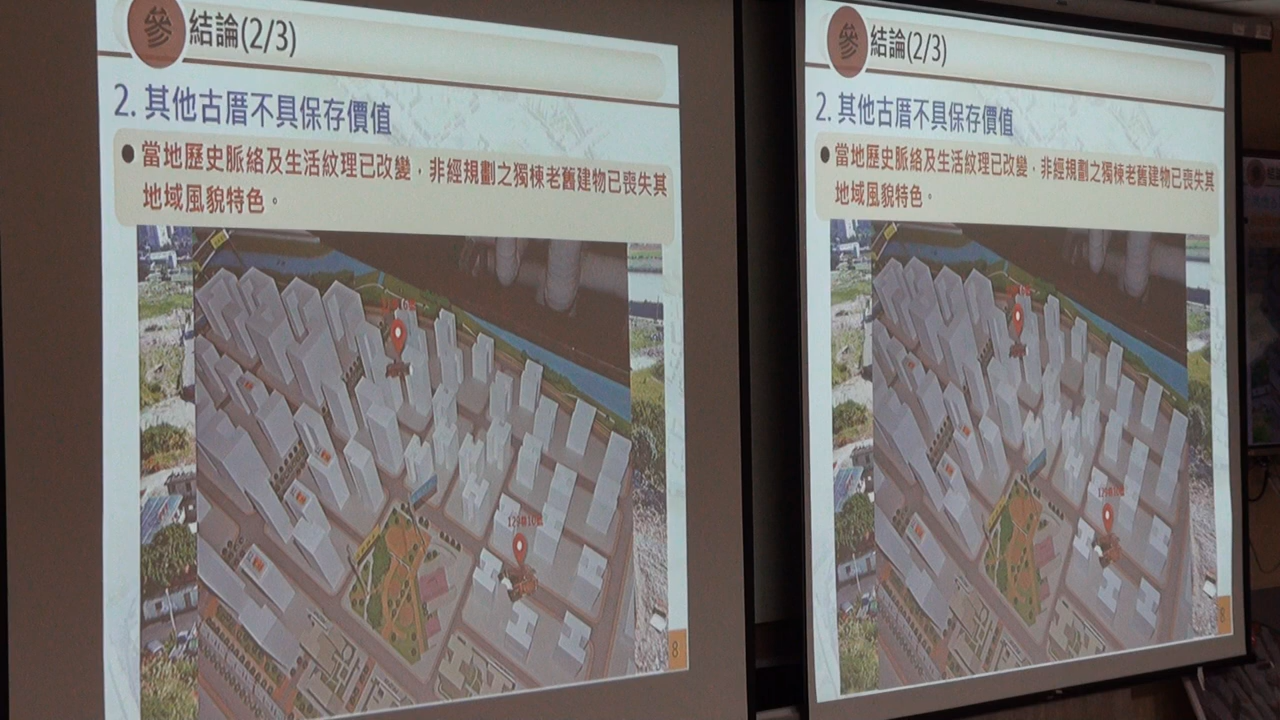 參 結論(2/3)
2. 其他古厝不具保存價值
●當地歷史脈絡及生活紋理已改變，非經規劃之獨棟老舊建物已喪失其
地域風貌特色。
8
參 結論(2/3)
2. 其他古厝不具保存價值
●當地歷史脈絡及生活紋理已改變，非經規劃之獨棟老舊建物已喪失其
地域風貌特色。
8